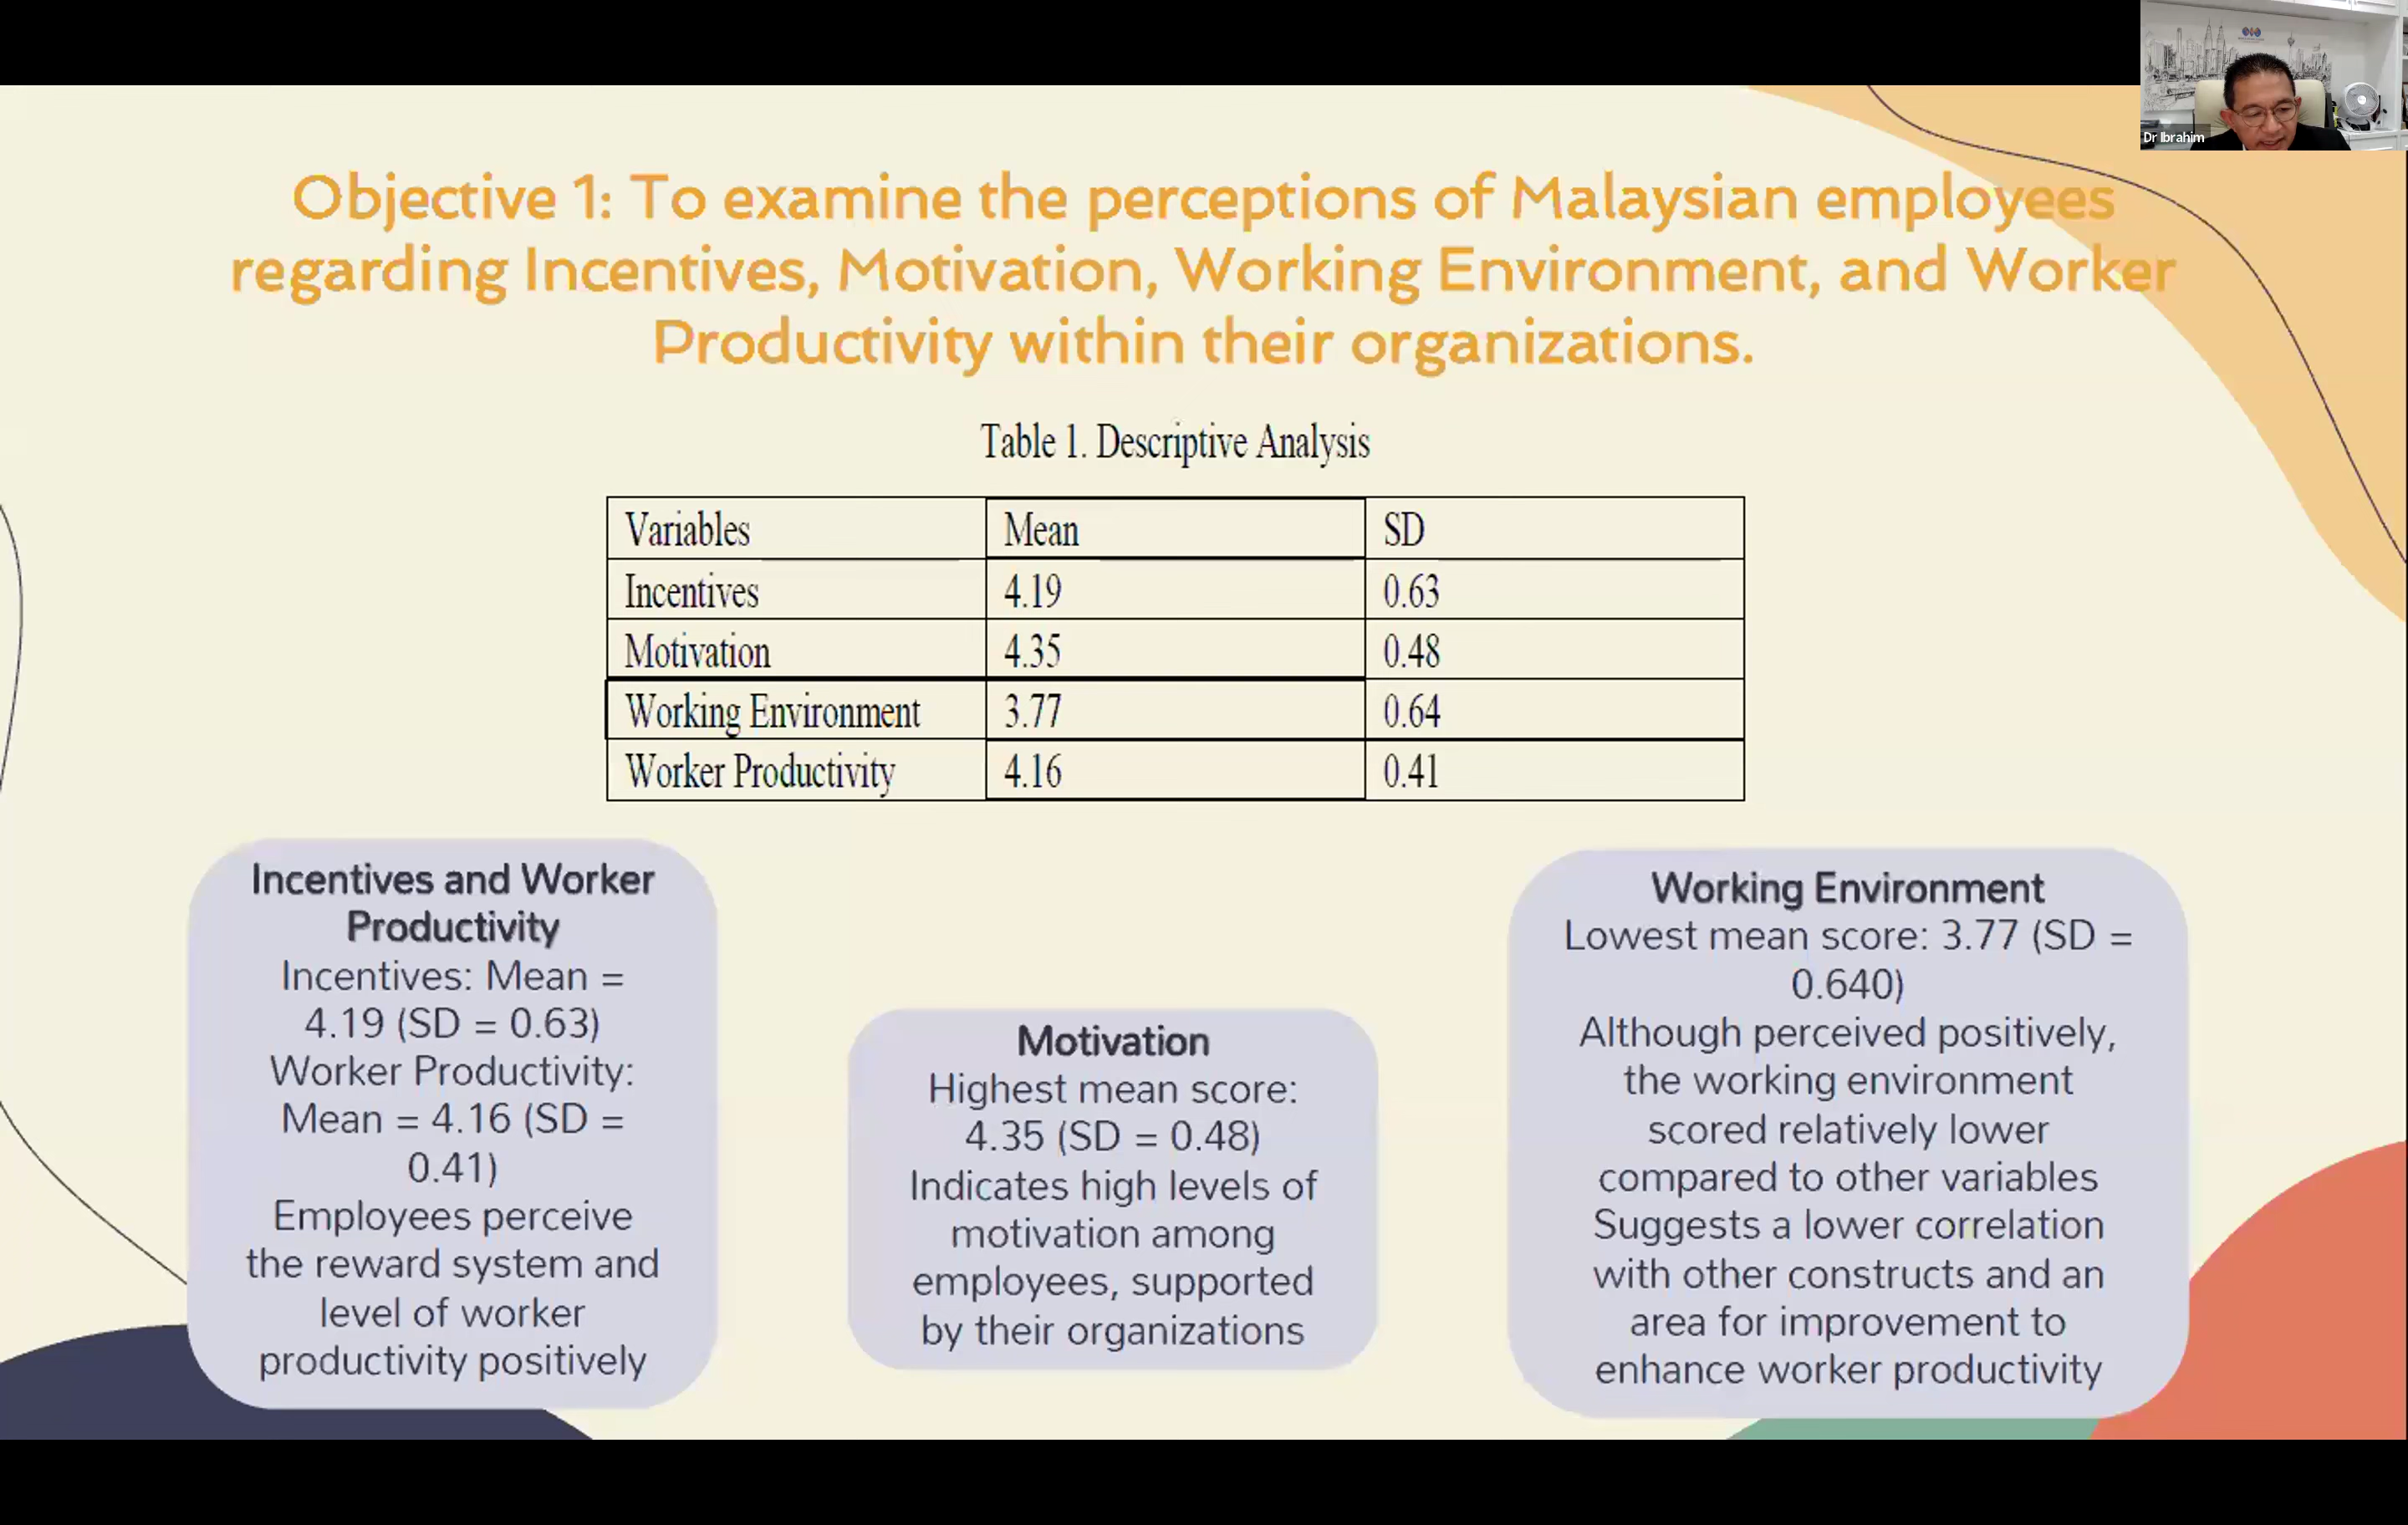 Dr Ibrahim
Objective 1: To examine the perceptions of Malaysian employees
regarding Incentives, Motivation, Working Environment, and Worker
Productivity within their organizations.
Table 1. Descriptive Analysis
Variables Mean SD
Incentives 4.19 0.63
Motivation 4.35 0.48
Working Environment 3.77 0.64
Worker Productivity 4.16 0.41
Incentives and Worker
Productivity
Incentives: Mean =
4.19 (SD = 0.63)
Worker Productivity:
Mean = 4.16 (SD =
0.41)
Employees perceive
the reward system and
level of worker
productivity positively
Motivation
Highest mean score:
4.35 (SD = 0.48)
Indicates high levels of
motivation among
employees, supported
by their organizations
Working Environment
Lowest mean score: 3.77 (SD =
0.640)
Although perceived positively,
the working environment
scored relatively lower
compared to other variables
Suggests a lower correlation
with other constructs and an
area for improvement to
enhance worker productivity